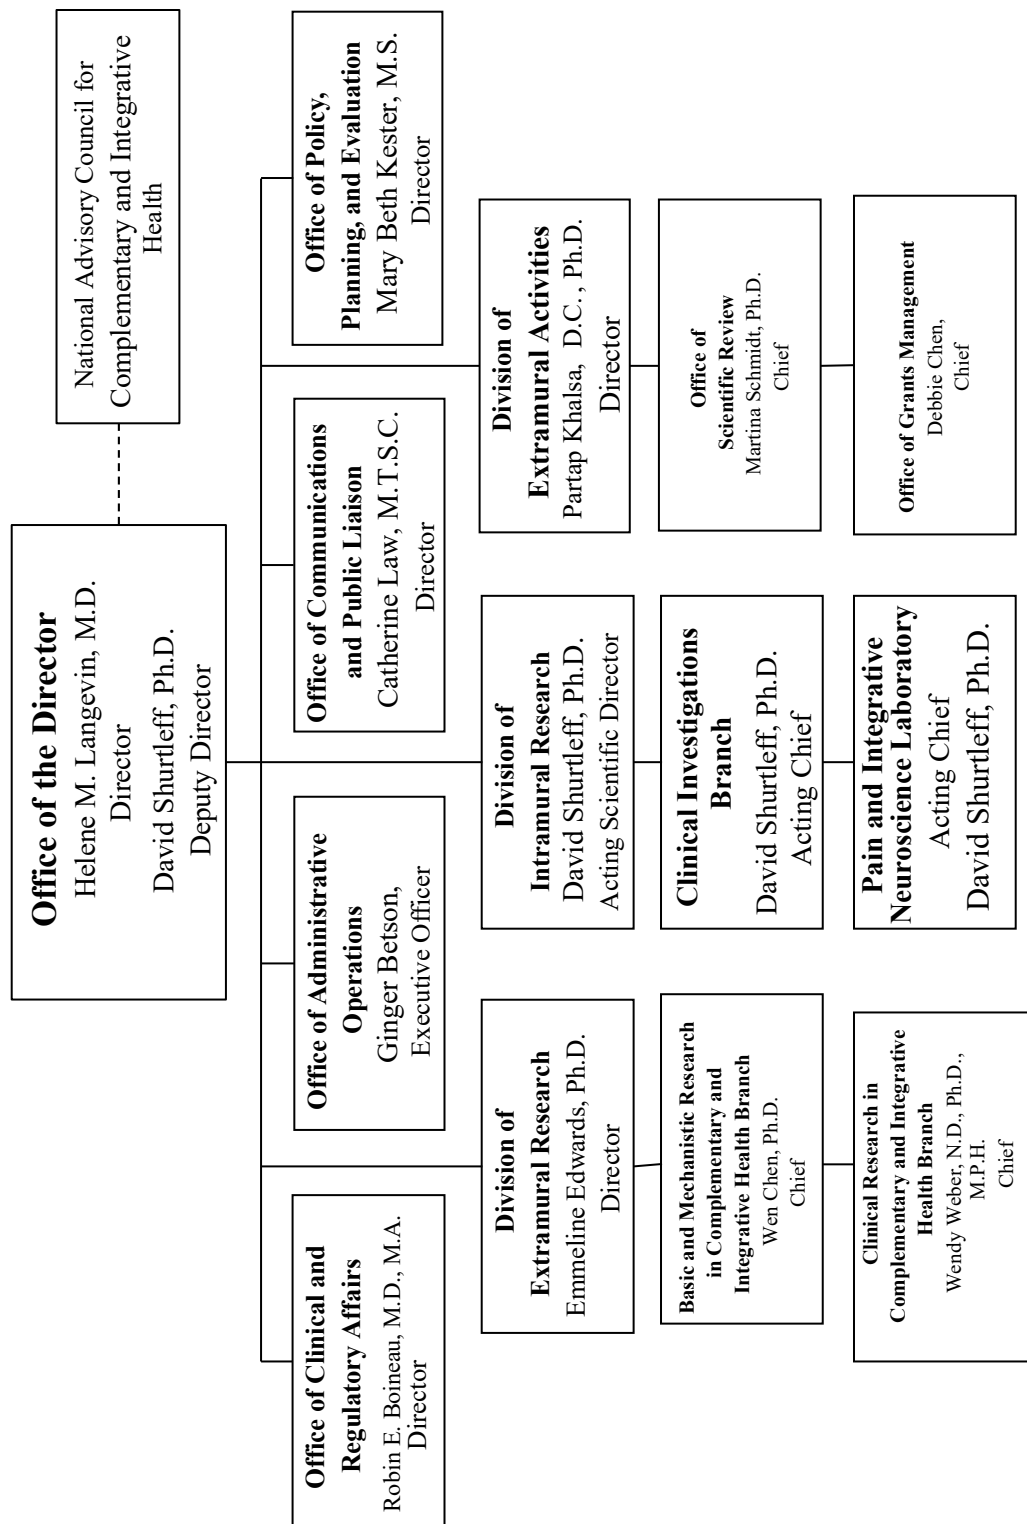 National Advisory Council for
Complementary and Integrative
Health
Office of the Director
Helene M. Langevin, M.D.
Director
David Shurtleff, Ph.D.
Deputy Director
Office of Clinical and
Regulatory Affairs
Robin E. Boineau, M.D., M.A.
Director
Office of Administrative
Operations
Ginger Betson,
Executive Officer
Office of Communications
and Public Liaison
Catherine Law, M.T.S.C.
Director
Office of Policy,
Planning, and Evaluation
Mary Beth Kester, M.S.
Director
Division of
Extramural Research
Emmeline Edwards, Ph.D.
Director
Division of
Intramural Research
David Shurtleff, Ph.D.
Acting Scientific Director
Division of
Extramural Activities
Partap Khalsa, D.C., Ph.D.
Director
Basic and Mechanistic Research
in Complementary and
Integrative Health Branch
Wen Chen, Ph.D.
Chief
Clinical Investigations
Branch
David Shurtleff, Ph.D.
Acting Chief
Office of
Scientific Review
Martina Schmidt, Ph.D.
Chief
Clinical Research in
Complementary and Integrative
Health Branch
Wendy Weber, N.D., Ph.D.,
M.P.H.
Chief
Pain and Integrative
Neuroscience Laboratory
Acting Chief
David Shurtleff, Ph.D.
Office of Grants Management
Debbie Chen,
Chief